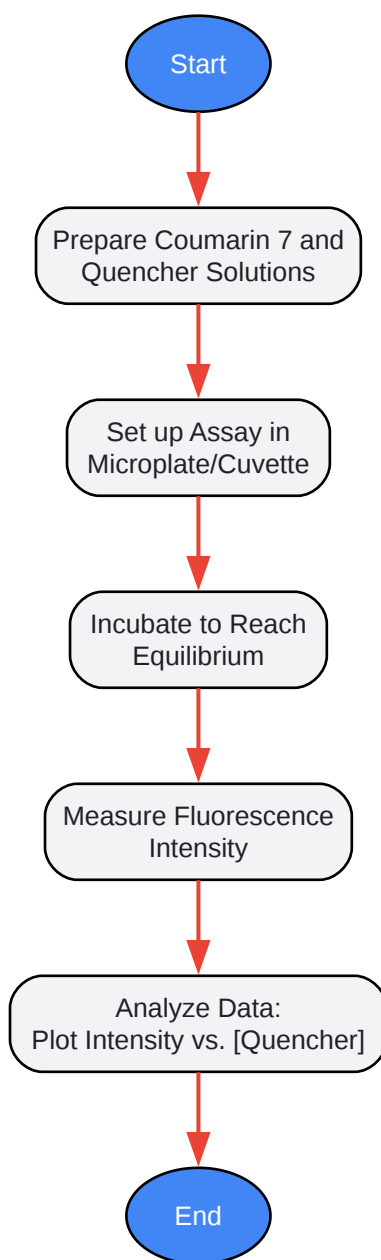 Start
Prepare Coumarin 7 and
Quencher Solutions
Set up Assay in
Microplate/Cuvette
Incubate to Reach
Equilibrium
Measure Fluorescence
Intensity
Analyze Data:
Plot Intensity vs. [Quencher]
End